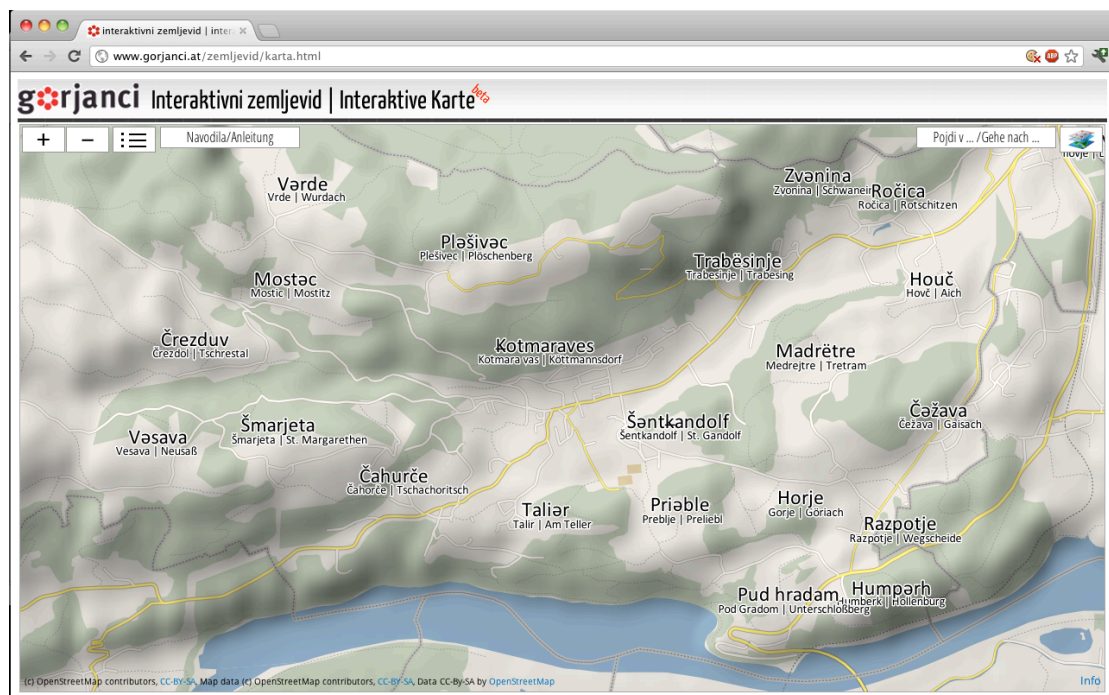 interaktivni zemljevid | inter
www.gorjanci.at/zemljevid/karta.html
ABP
gorjanci Interaktivni zemljevid | Interaktive Karte beta
+ − Navodila/Anleitung
Pojdi v ... /Gehe nach ...
Zvənina
Zvonina | Schwanein
Ročica
Ročica | Rotschitzen
Vərde
Vrde | Wurdach
Pləšivəc
Plešivec | Plöschenberg
Trabësinje
Trabesinje | Trabesing
Mostəc
Mostic | Mostitz
Houč
Hovč | Aich
Črezduv
Črezdol | Tschrestal
Kotmaraves
Kotmara vas | Köttmannsdorf
Madrëtre
Medrejtre | Tretram
Čəžava
Čežava | Gaisach
Šmarjeta
Šmarjeta | St. Margarethen
Šəntkandolf
Šentkandolf | St. Gandolf
Vəsava
Vesava | Neusaß
Čahurče
Čahorče | Tschachoritsch
Taliər
Talir | Am Teller
Priəble
Preblje | Preliebl
Horje
Gorje | Göriach
Razpotje
Razpotje | Wegscheide
Pud hradam
Pod Gradom | Unterschloßberg
Humpərh
Humberk | Hollenburg
(c) OpenStreetMap contributors, CC-BY-SA, Map data (c) OpenStreetMap contributors, CC-BY-SA, Data CC-By-SA by OpenStreetMap
Info